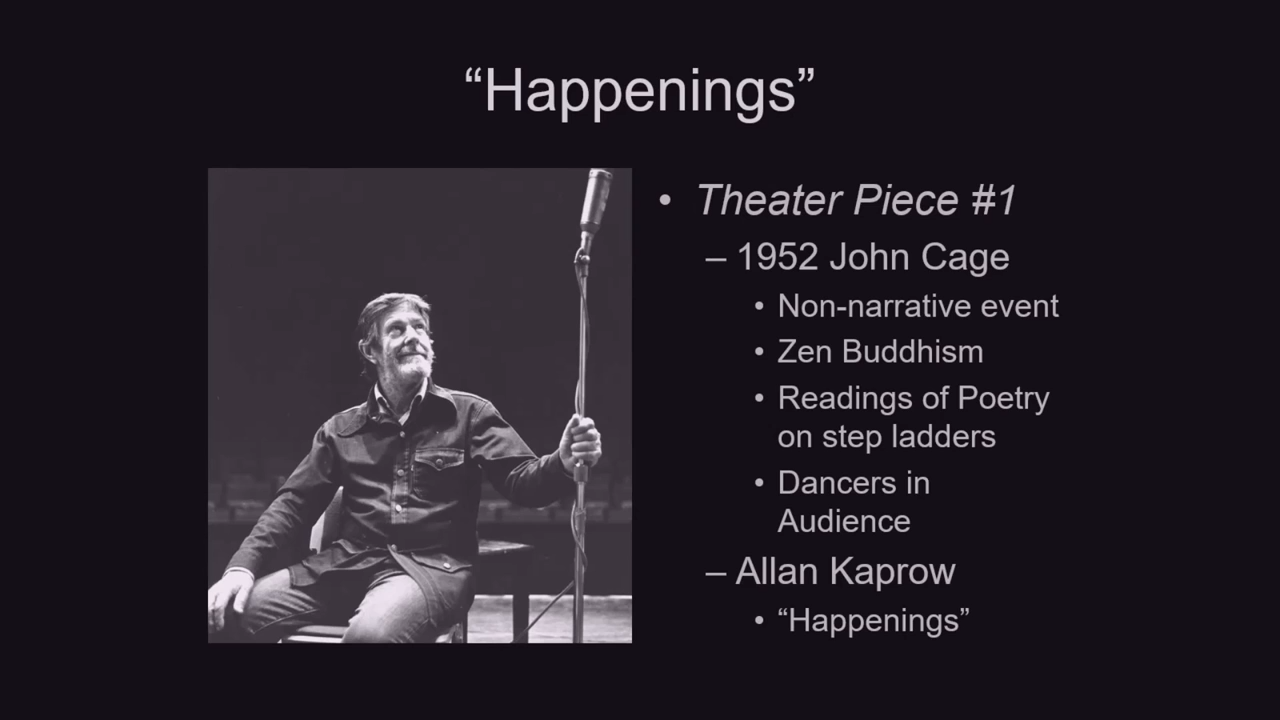 “Happenings”
• Theater Piece #1
– 1952 John Cage
• Non-narrative event
• Zen Buddhism
• Readings of Poetry
on step ladders
• Dancers in
Audience
– Allan Kaprow
• “Happenings”